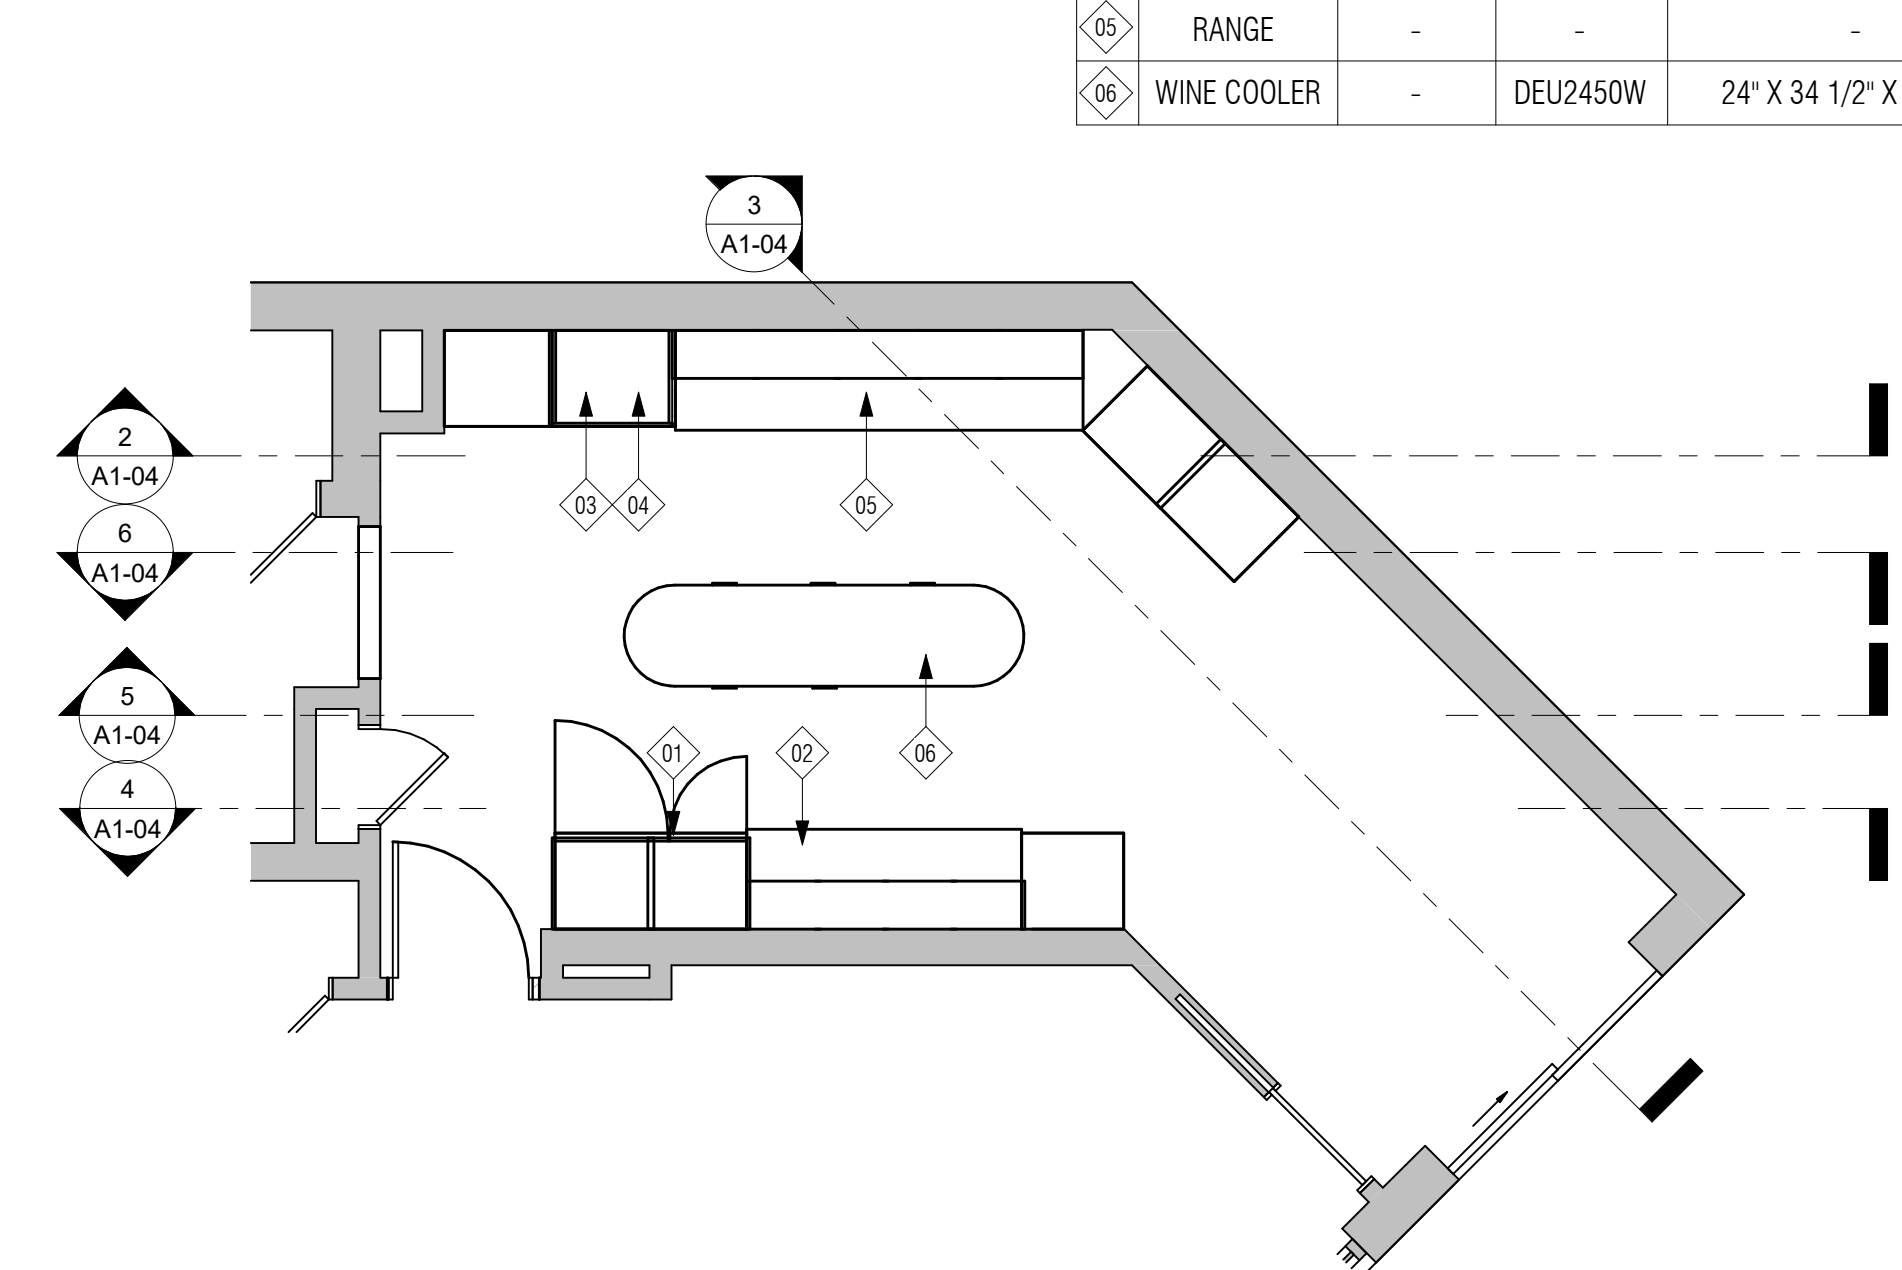 05 RANGE - - -
06 WINE COOLER - DEU2450W 24" X 34 1/2" X
3
A1-04
2
A1-04
6
A1-04
03 04 05
5
A1-04
01 02 06
4
A1-04